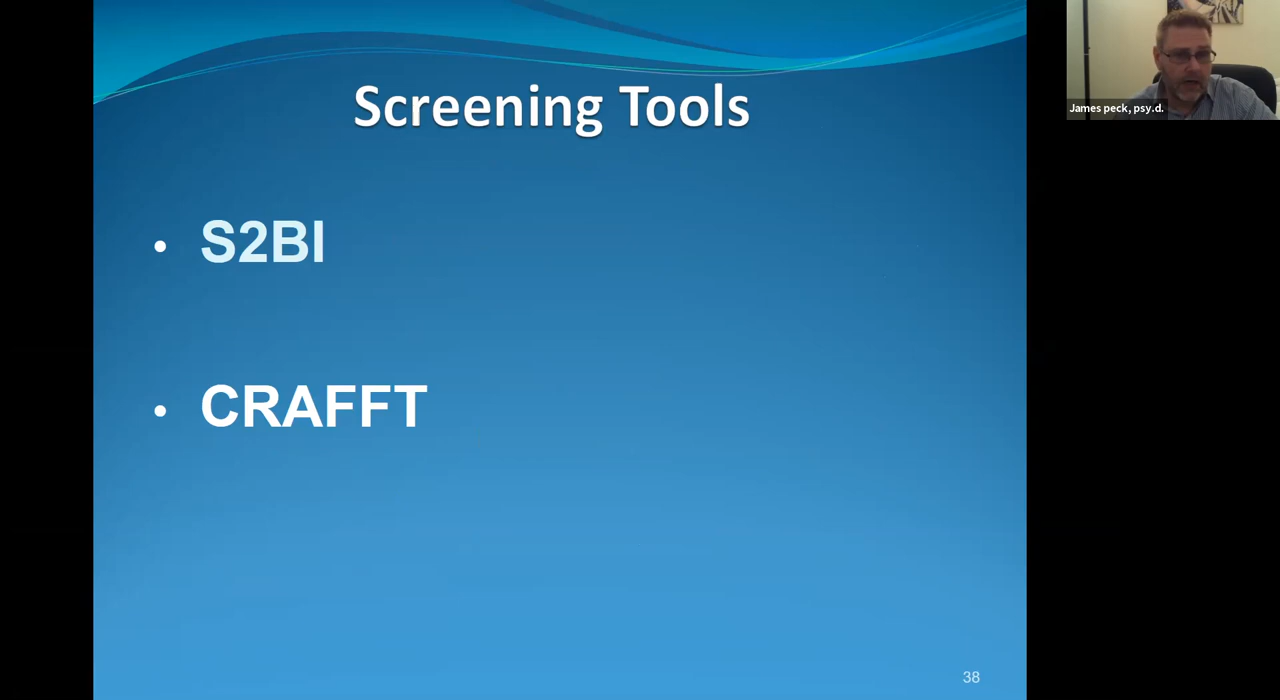 Screening Tools
• S2BI
• CRAFFT
38
James peck, psy.d.